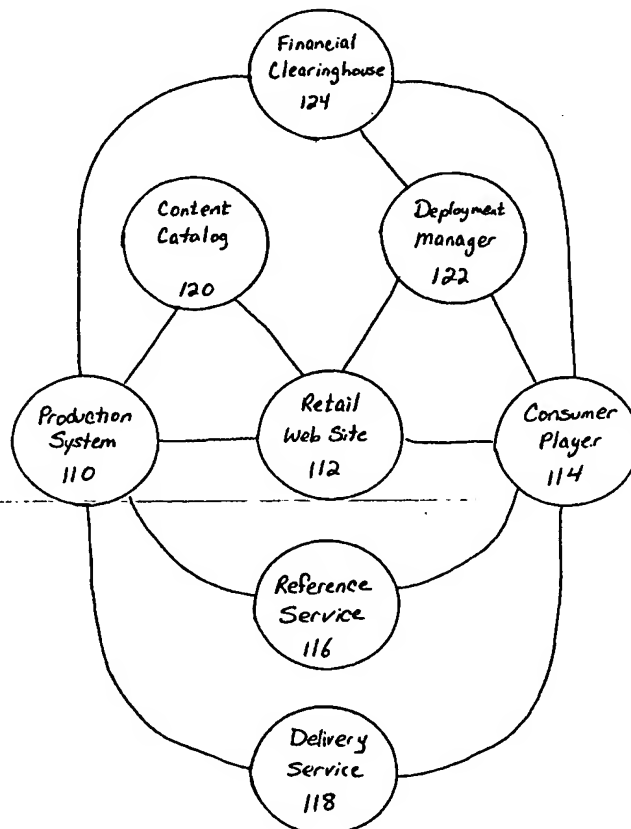 Financial
Clearinghouse
124
Content
Catalog
120
Deployment
Manager
122
Production
System
110
Retail
Web Site
112
Consumer
Player
114
Reference
Service
116
Delivery
Service
118